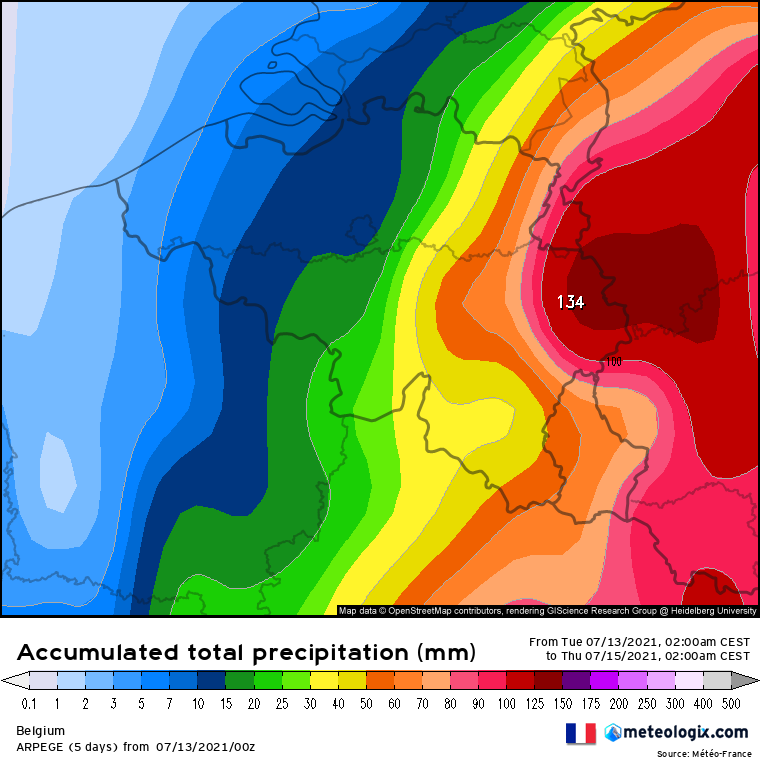 134
100
Map data © OpenStreetMap contributors, rendering GIScience Research Group @ Heidelberg University
Accumulated total precipitation (mm)
From Tue 07/13/2021, 02:00am CEST
to Thu 07/15/2021, 02:00am CEST
0.1 1 2 3 5 7 10 15 20 25 30 40 50 60 70 80 90 100 125 150 175 200 250 300 400 500
Belgium
ARPEGE (5 days) from 07/13/2021/00z
meteologix.com
Source: Météo-France